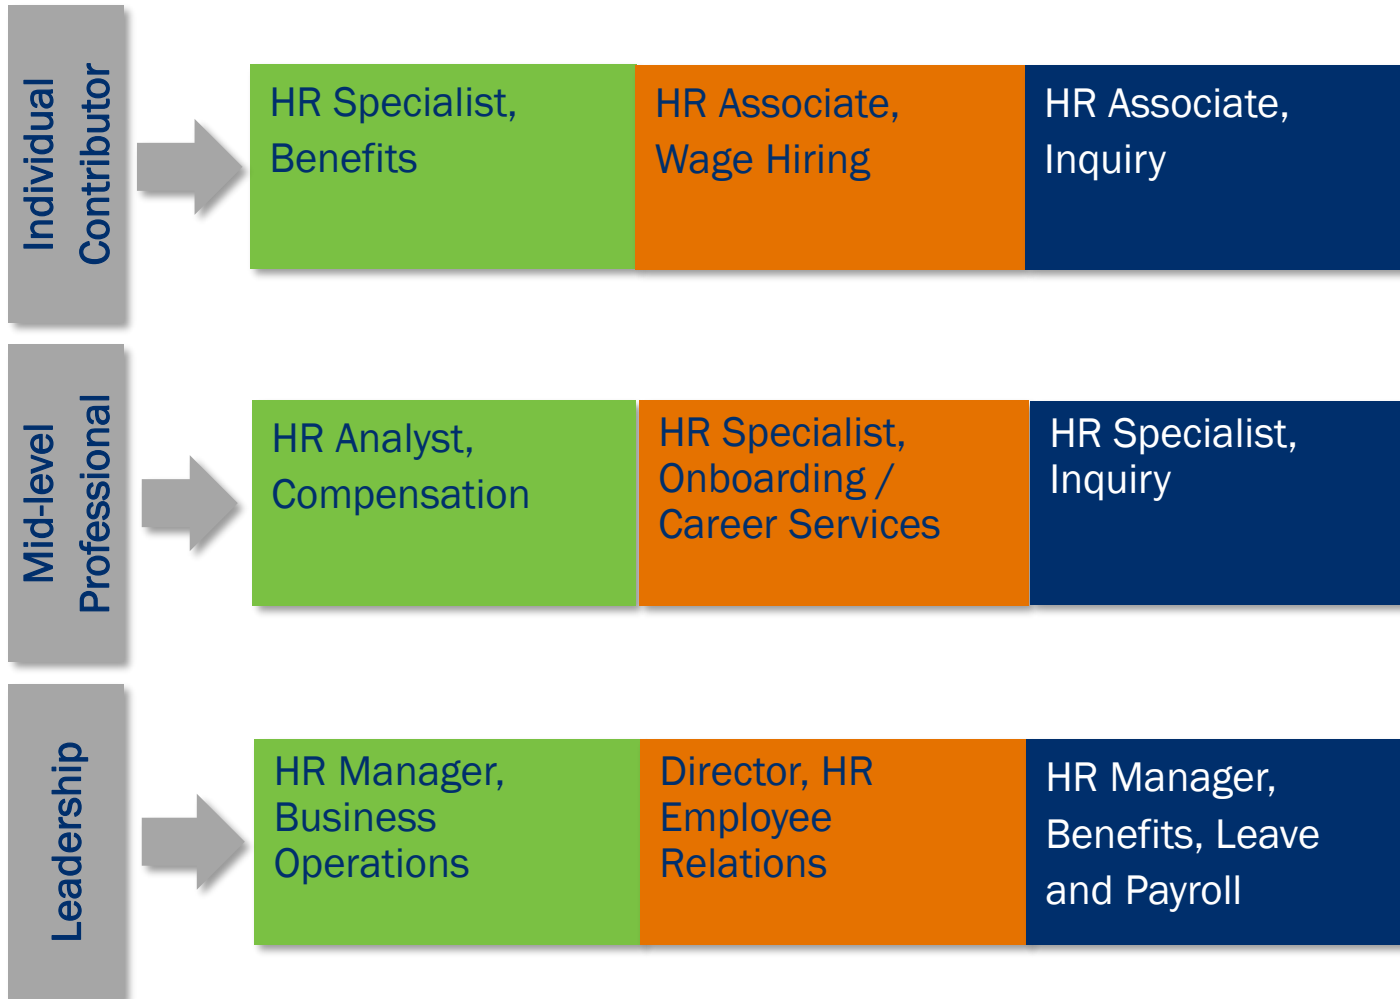 Individual
Contributor
HR Specialist,
Benefits
HR Associate,
Wage Hiring
HR Associate,
Inquiry
Mid-level
Professional
HR Analyst,
Compensation
HR Specialist,
Onboarding /
Career Services
HR Specialist,
Inquiry
Leadership
HR Manager,
Business
Operations
Director, HR
Employee
Relations
HR Manager,
Benefits, Leave
and Payroll